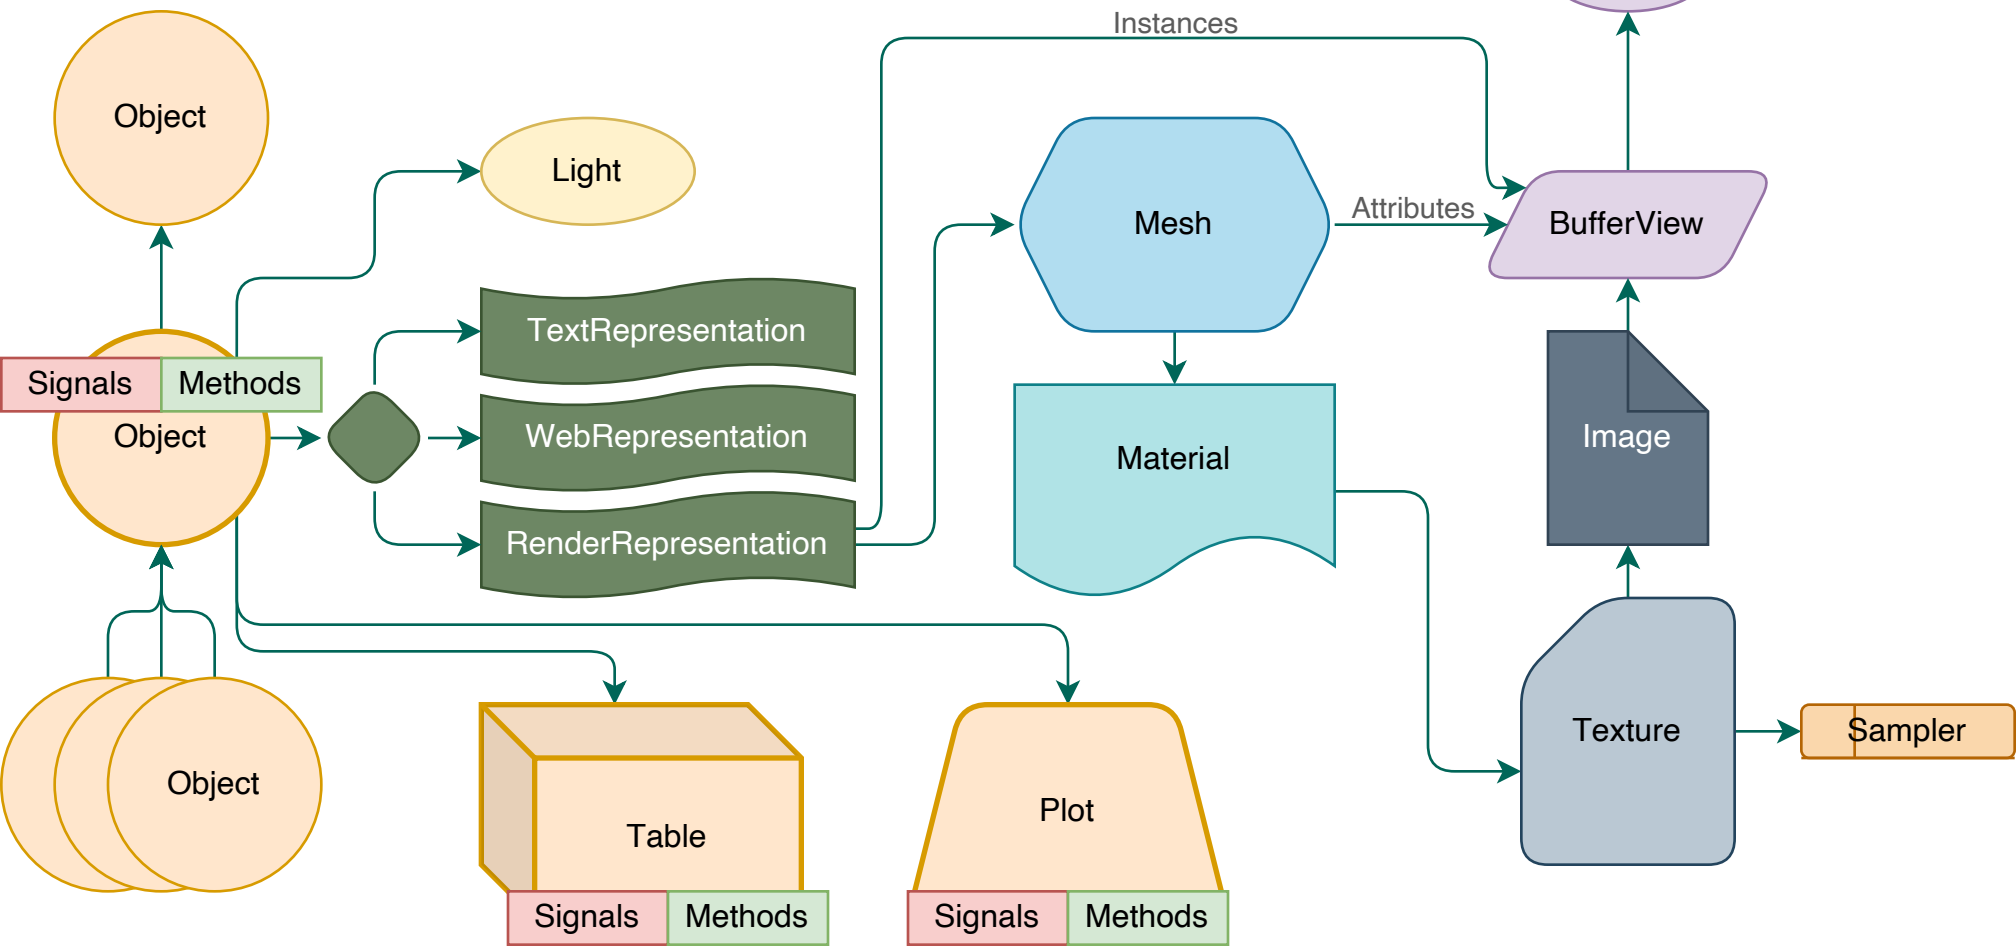 Instances
Object
Light
Mesh
Attributes
BufferView
TextRepresentation
Signals
Methods
Object
WebRepresentation
Image
Material
RenderRepresentation
Texture
Sampler
Object
Table
Plot
Signals
Methods
Signals
Methods